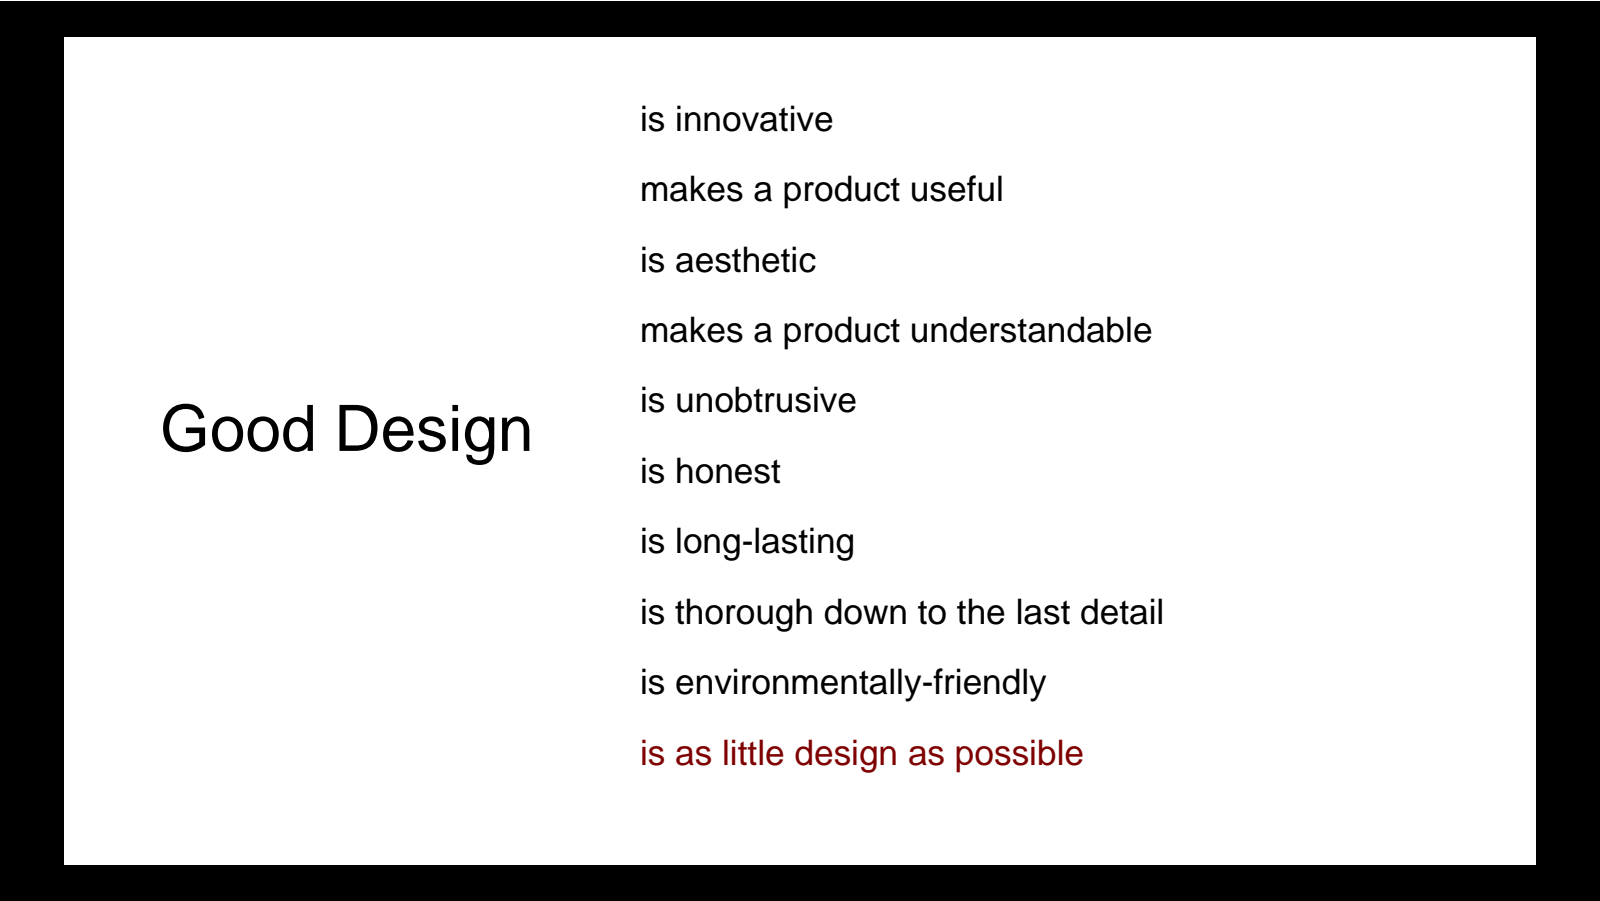 Good Design
is innovative
makes a product useful
is aesthetic
makes a product understandable
is unobtrusive
is honest
is long-lasting
is thorough down to the last detail
is environmentally-friendly
is as little design as possible